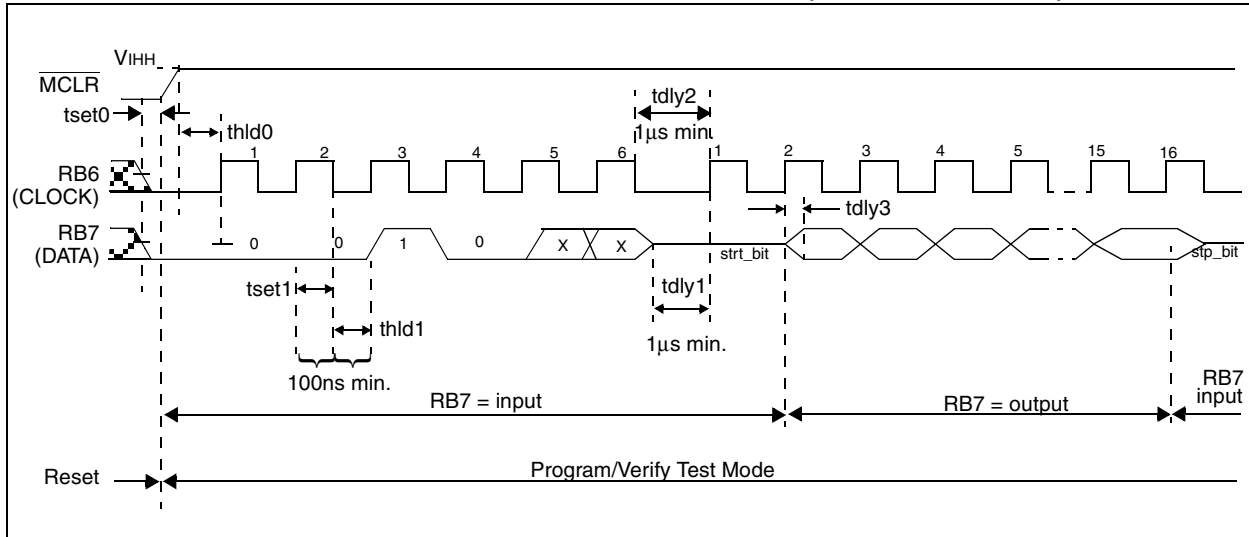 VIHH
MCLR
tset0
thld0
tdly2
1µs min.
RB6
(CLOCK)
1 2 3 4 5 6 1 2 3 4 5 15 16
tdly3
RB7
(DATA)
0 0 1 0 X X strt_bit stp_bit
tset1
thld1
tdly1
1µs min.
100ns min.
RB7 = input
RB7 = output
RB7
input
Reset
Program/Verify Test Mode